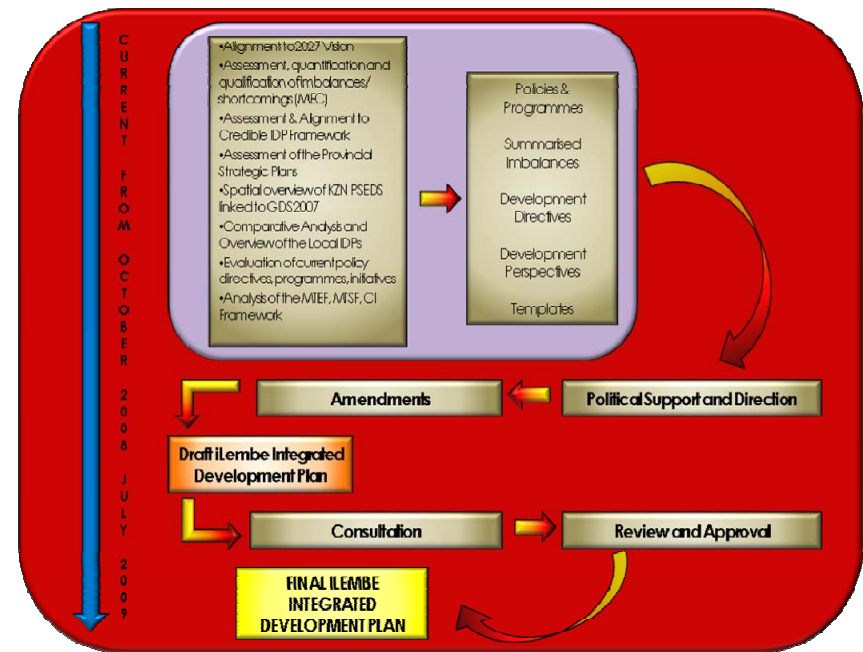 CURRENT FROM OCTOBER 2008 JULY 2009
•Alignment to 2027 Vision
•Assessment, quantification and
qualification of imbalances/
shortcomings (MEC)
•Assessment & Alignment to
Credible IDP Framework
•Assessment of the Provincial
Strategic Plans
•Spatial overview of KZN PSEDS
linked to GDS 2007
•Comparative Analysis and
Overview of the Local IDPs
•Evaluation of current policy
directives, programmes, initiatives
•Analysis of the MTEF, MTSF, CI
Framework
Policies &
Programmes
Summarised
Imbalances
Development
Directives
Development
Perspectives
Templates
Political Support and Direction
Amendments
Draft iLembe Integrated
Development Plan
Consultation
Review and Approval
FINAL ILEMBE
INTEGRATED
DEVELOPMENT PLAN